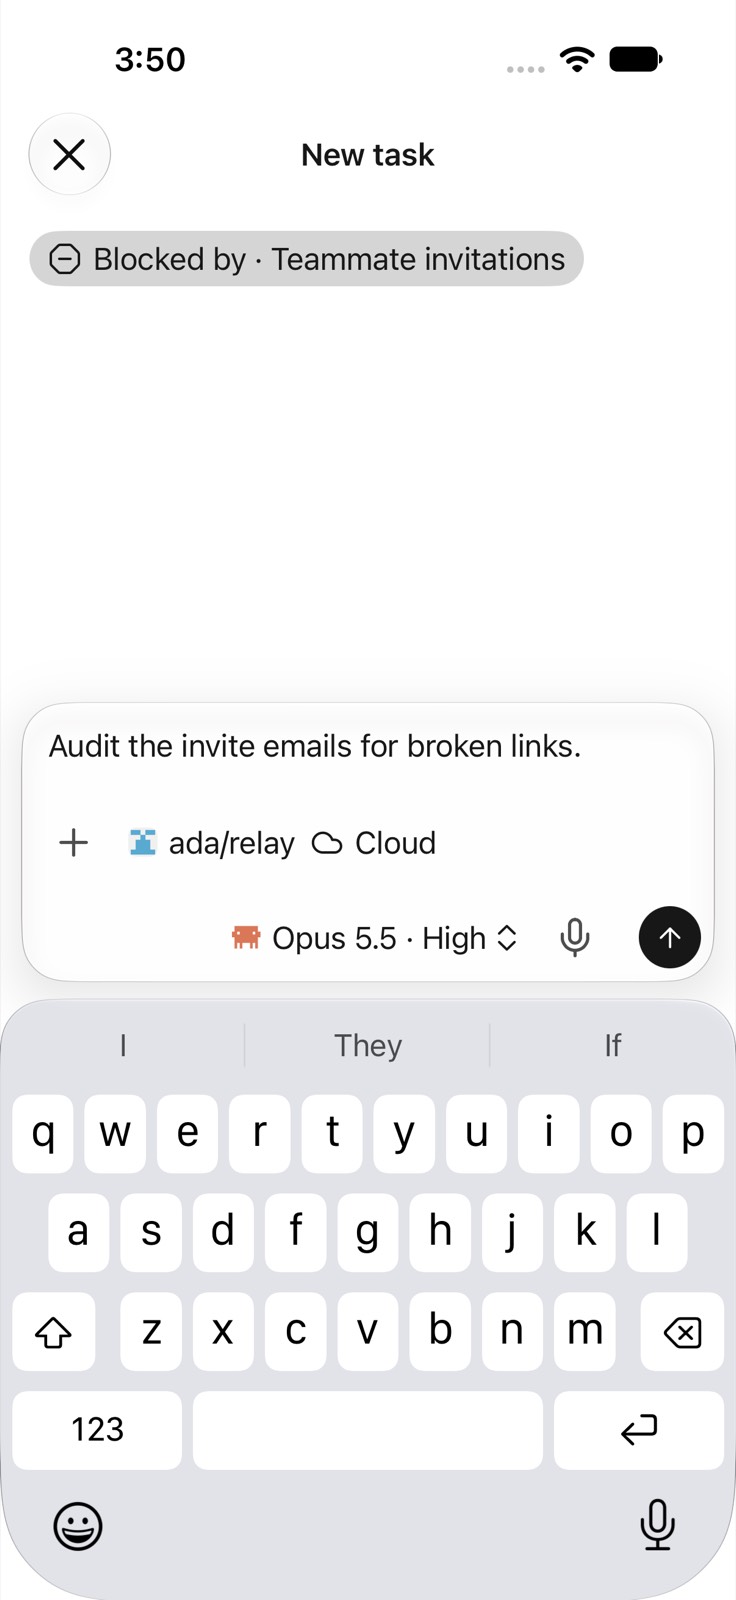 3:50
New task
Blocked by · Teammate invitations
Audit the invite emails for broken links.
ada/relay Cloud
Opus 5.5 · High
I They If
q w e r t y u i o p
a s d f g h j k l
z x c v b n m
123